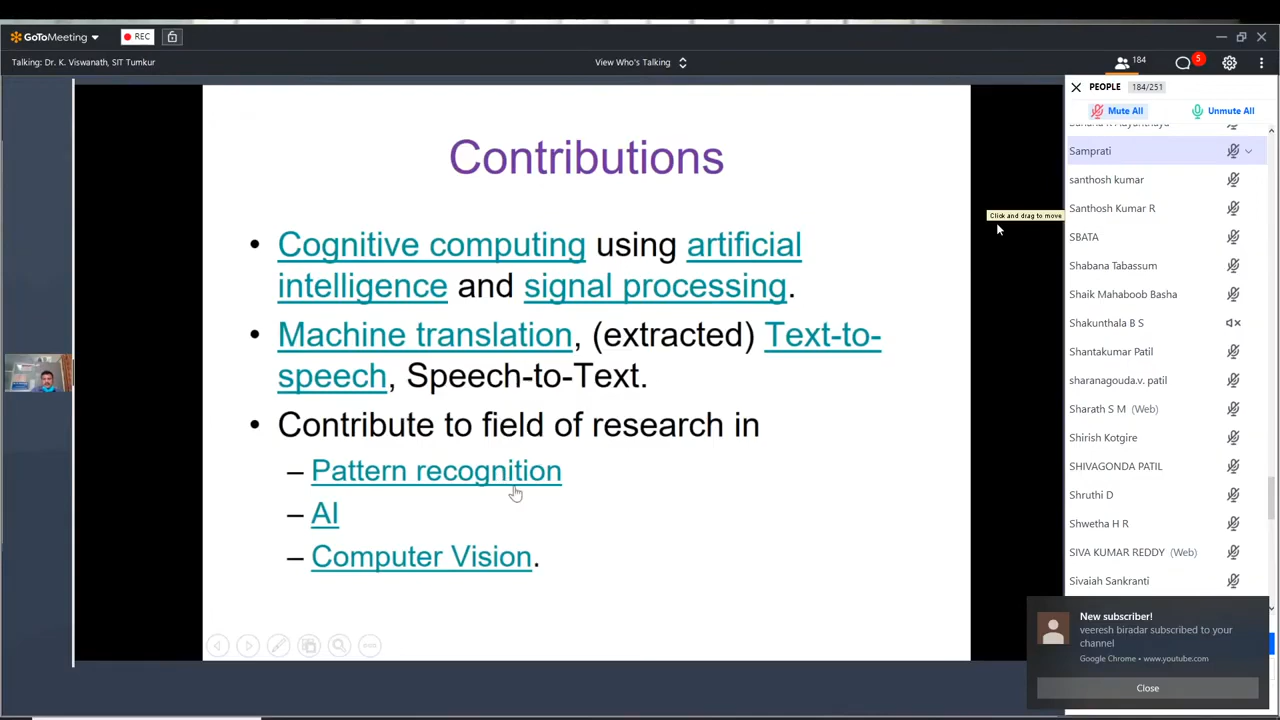 GoToMeeting
REC
Talking: Dr. K. Viswanath, SIT Tumkur
View Who's Talking
184
5
PEOPLE 184/251
Mute All
Unmute All
Samprati
santhosh kumar
Santhosh Kumar R
SBATA
Shabana Tabassum
Shaik Mahaboob Basha
Shakunthala B S
Shantakumar Patil
sharanagouda.v. patil
Sharath S M (Web)
Shirish Kotgire
SHIVAGONDA PATIL
Shruthi D
Shwetha H R
SIVA KUMAR REDDY (Web)
Sivaiah Sankranti
Click and drag to move
Contributions
• Cognitive computing using artificial
intelligence and signal processing.
• Machine translation, (extracted) Text-to-
speech, Speech-to-Text.
• Contribute to field of research in
– Pattern recognition
– AI
– Computer Vision.
New subscriber!
veeresh biradar subscribed to your
channel
Google Chrome • www.youtube.com
Close